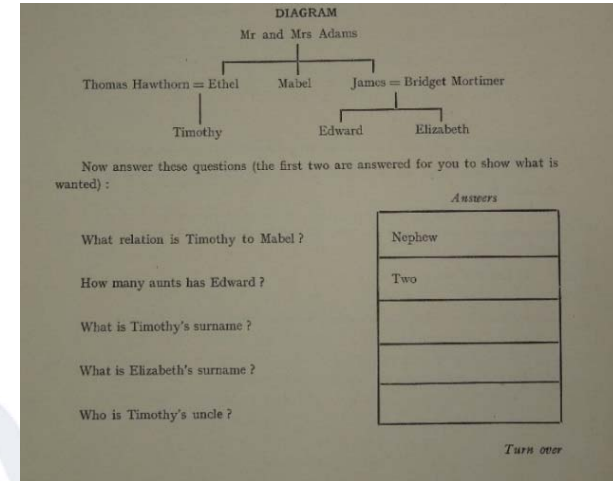 DIAGRAM
Mr and Mrs Adams
Thomas Hawthorn = Ethel Mabel James = Bridget Mortimer
Timothy Edward Elizabeth
Now answer these questions (the first two are answered for you to show what is
wanted) :
Answers
What relation is Timothy to Mabel ? Nephew
How many aunts has Edward ? Two
What is Timothy's surname ?
What is Elizabeth's surname ?
Who is Timothy's uncle ?
Turn over